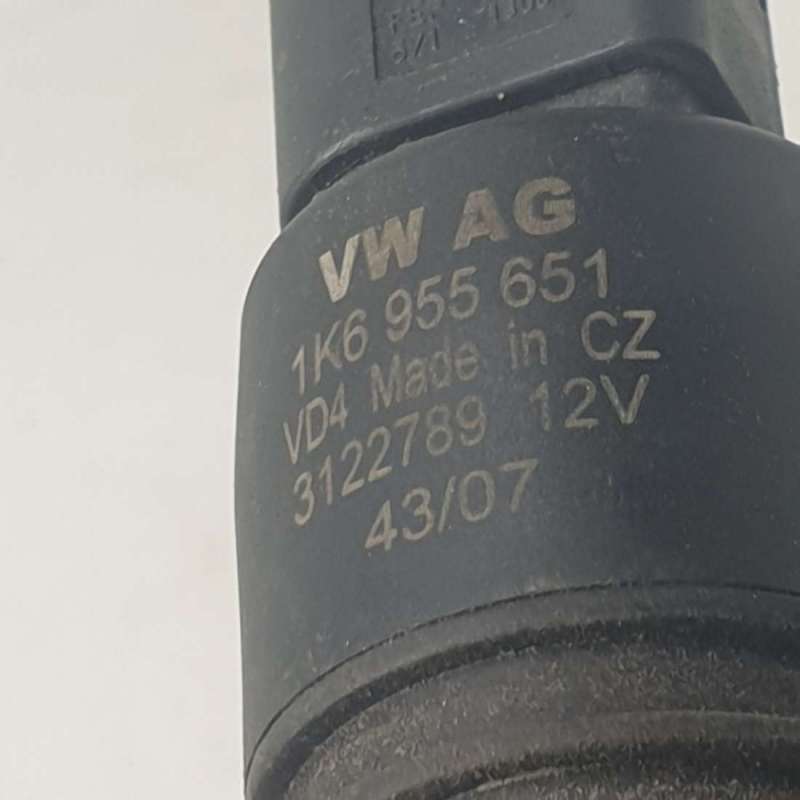 VW AG
1K6 955 651
VD4 Made in CZ
3122789 12V
43/07